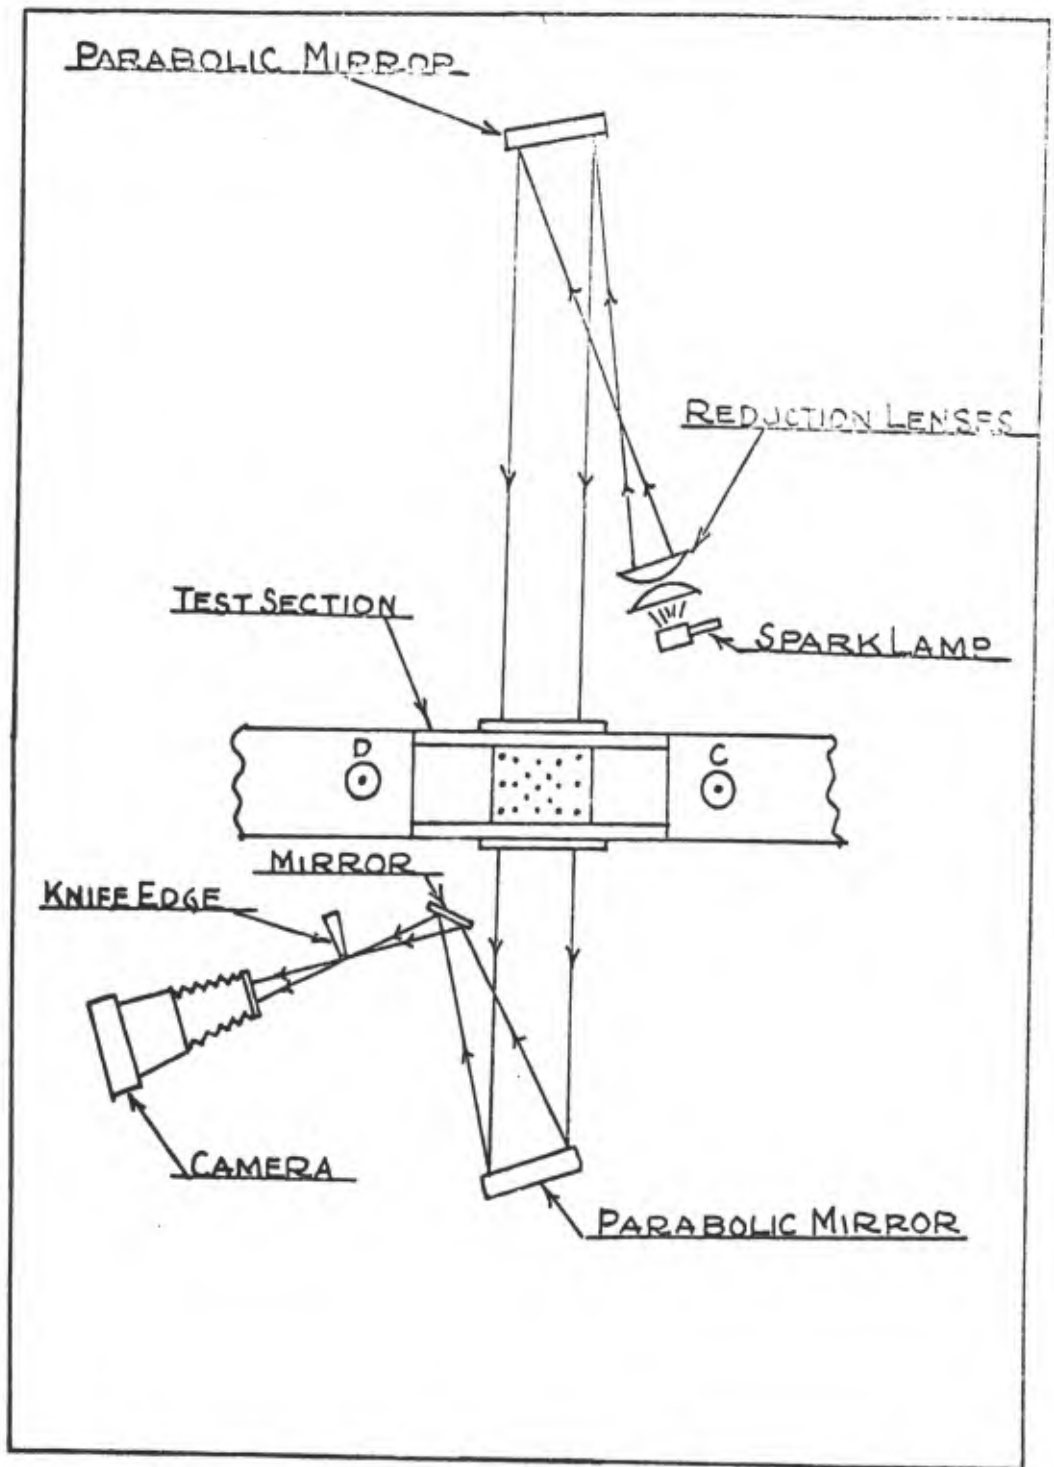 PARABOLIC MIRROR
REDUCTION LENSES
TEST SECTION
SPARK LAMP
D
C
MIRROR
KNIFE EDGE
CAMERA
PARABOLIC MIRROR